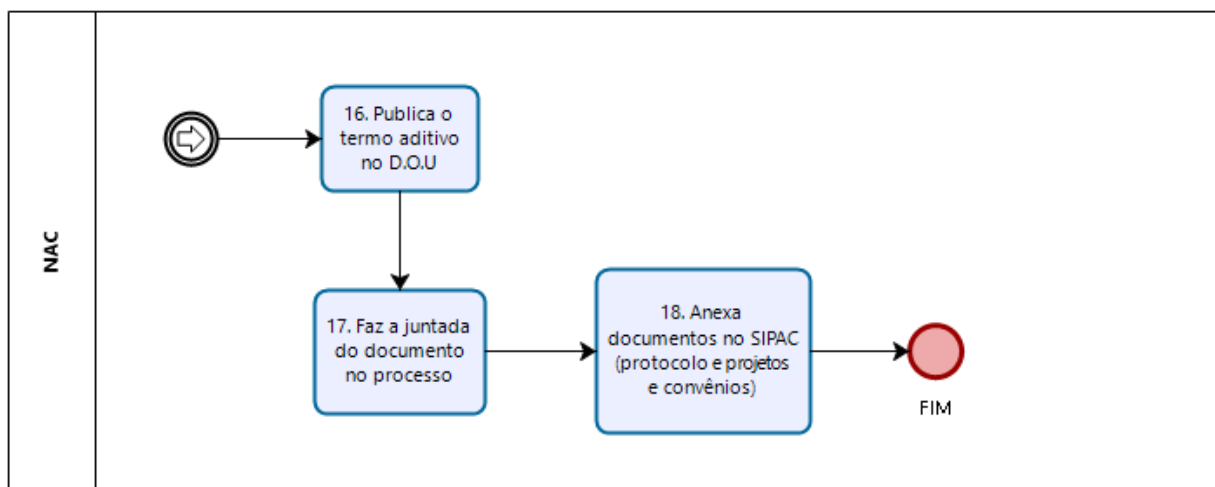 NAC
16. Publica o
termo aditivo
no D.O.U
17. Faz a juntada
do documento
no processo
18. Anexa
documentos no SIPAC
(protocolo e projetos
e convênios)
FIM